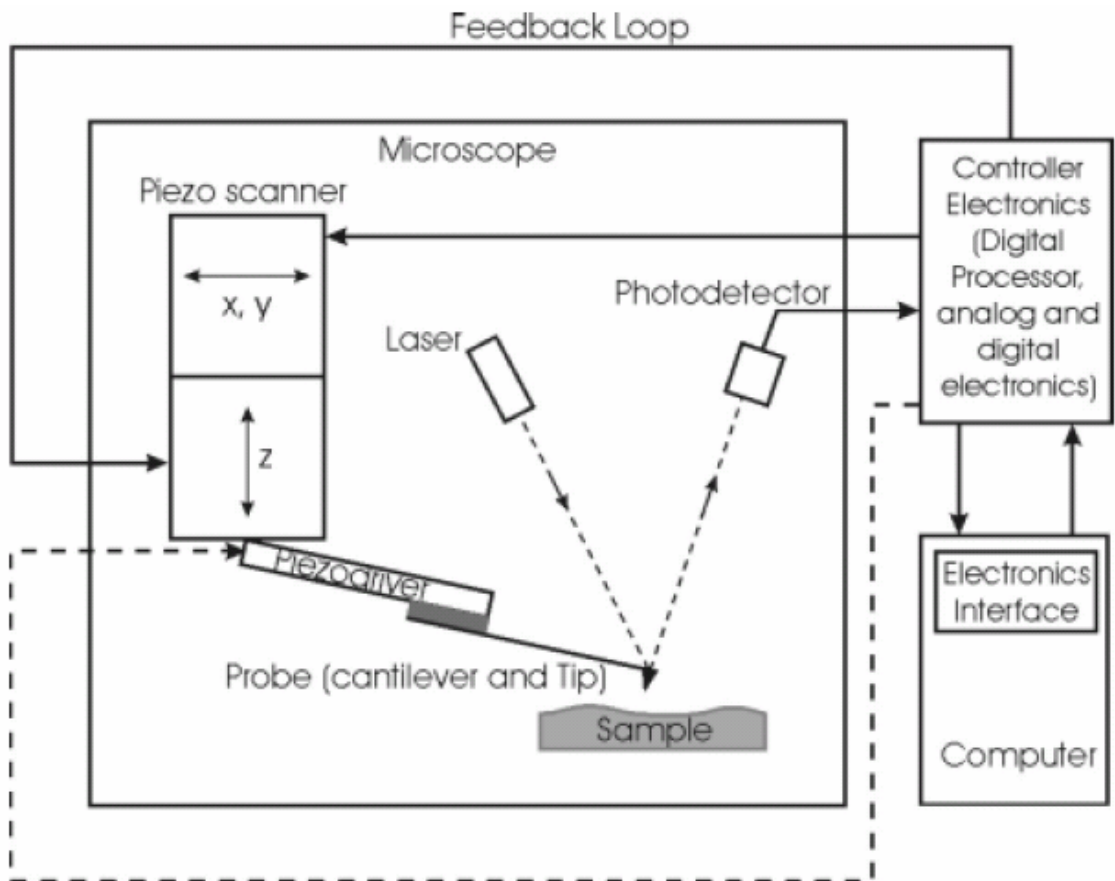 Feedback Loop
Microscope
Piezo scanner
x, y
z
Laser
Photodetector
Controller
Electronics
(Digital
Processor,
analog and
digital
electronics)
Piezodriver
Probe (cantilever and Tip)
Sample
Electronics
Interface
Computer